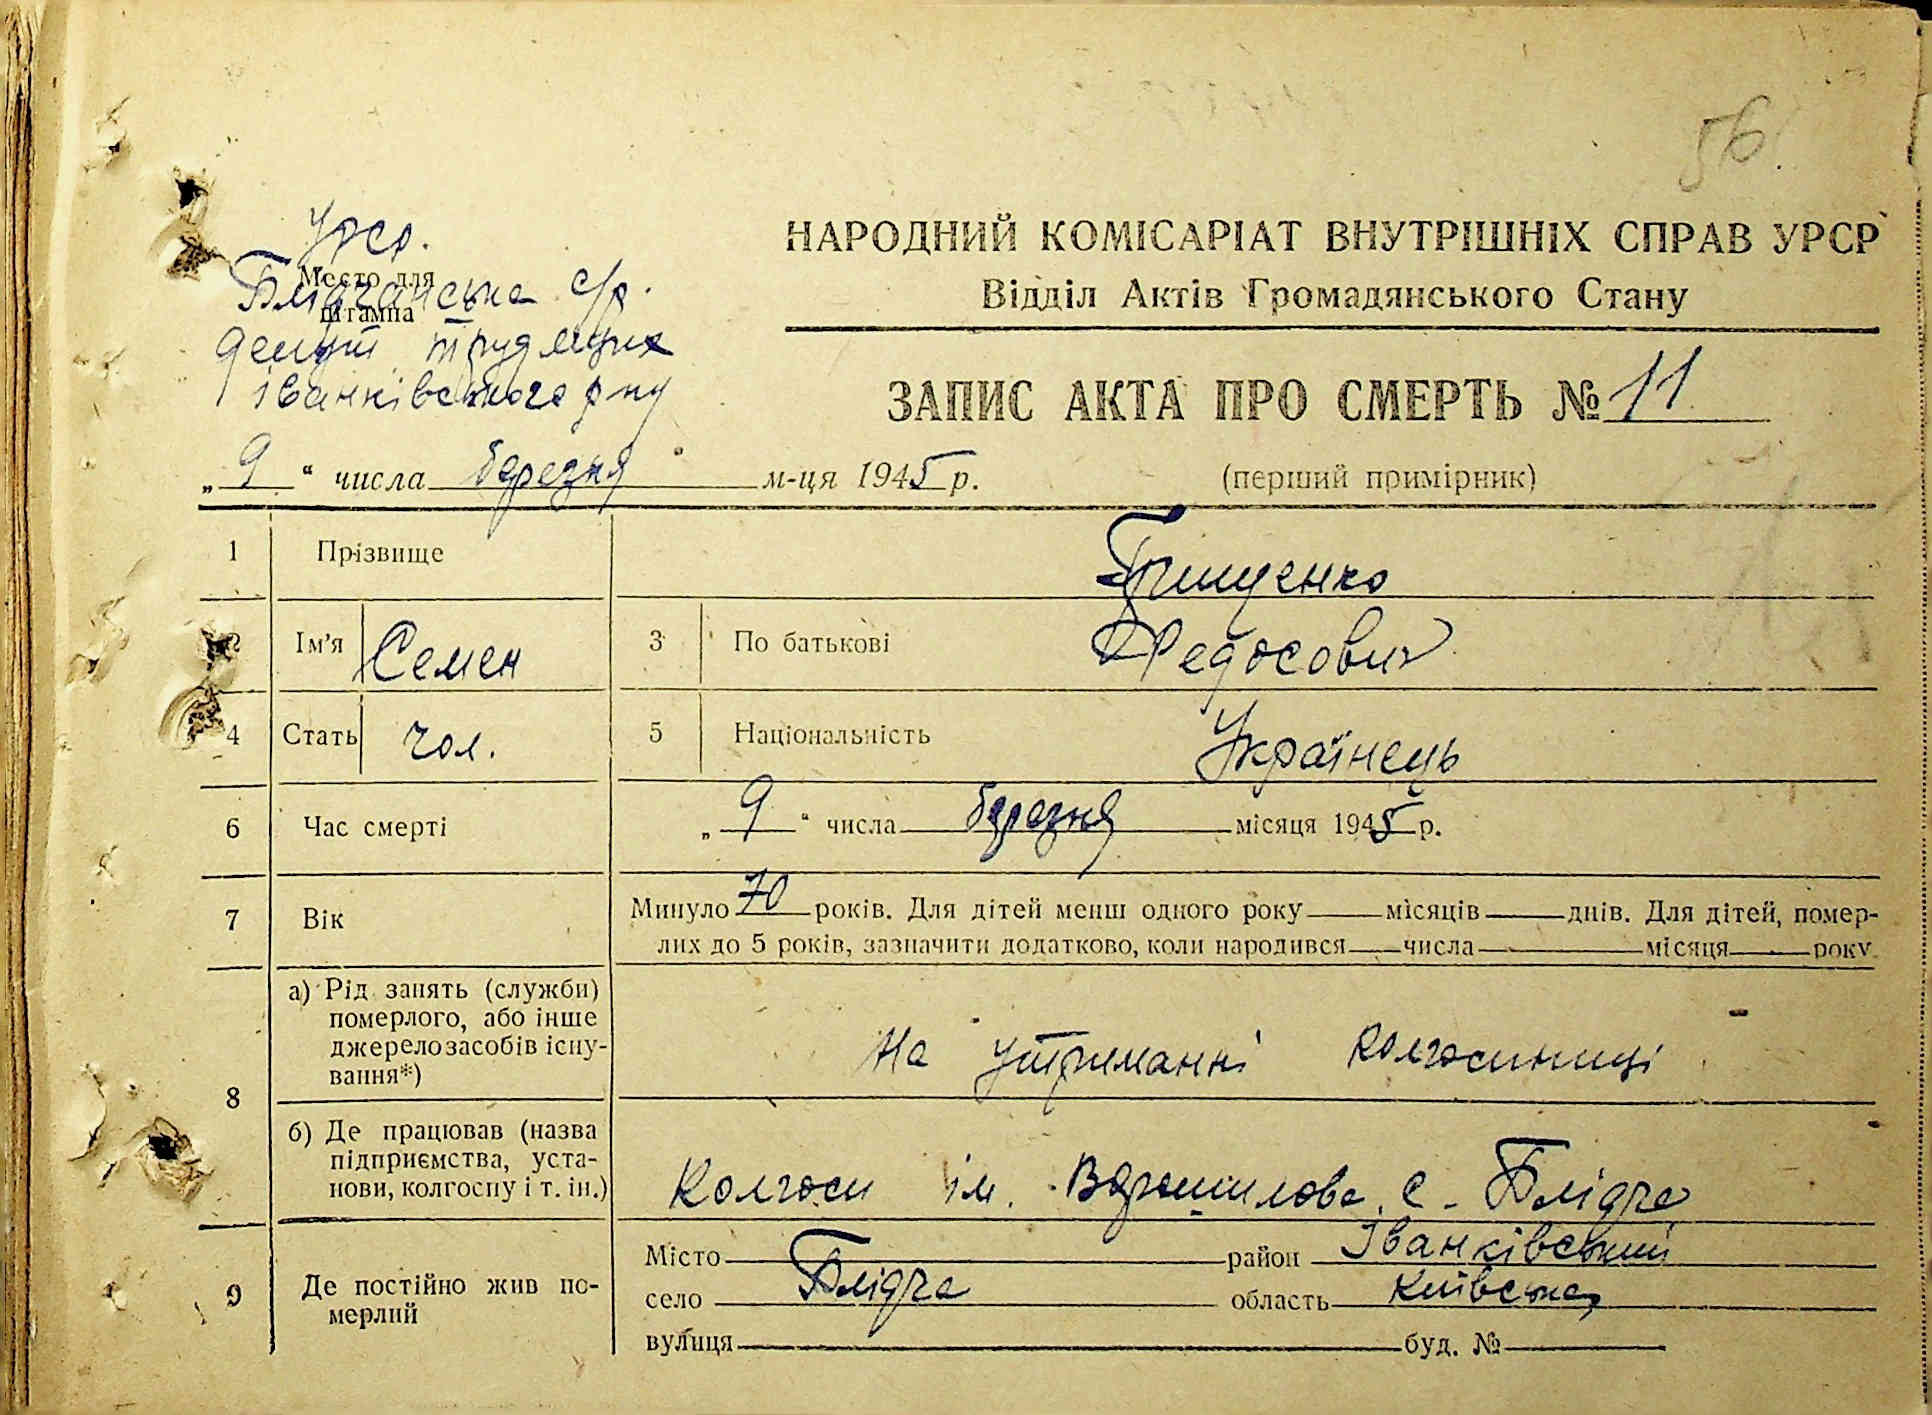 56.
УРСР.
Место для
штампа
Блідчанська с/р.
депут трудящих
іванківського р-ну
НАРОДНИЙ КОМІСАРІАТ ВНУТРІШНІХ СПРАВ УРСР
Відділ Актів Громадянського Стану
ЗАПИС АКТА ПРО СМЕРТЬ № 11
„ 9 “ числа березня м-ця 1945 р.
(перший примірник)
1 Прізвище Грищенко
2 Ім'я Семен 3 По батькові Федосович
4 Стать чол. 5 Національність Українець
6 Час смерті „ 9 “ числа березня місяця 1945 р.
7 Вік Минуло 70 років. Для дітей менш одного року місяців днів. Для дітей, помер-
лих до 5 років, зазначити додатково, коли народився числа місяця року
8 а) Рід занять (служби)
померлого, або інше
джерело засобів існу-
вання*)
На утриманні колгоспниці
б) Де працював (назва
підприємства, уста-
нови, колгоспу і т. ін.)
Колгосп ім. Ворошилова с. Блідча
9 Де постійно жив по-
мерлий
Місто район Іванківський
село Блідча область Київська
вулиця буд. №